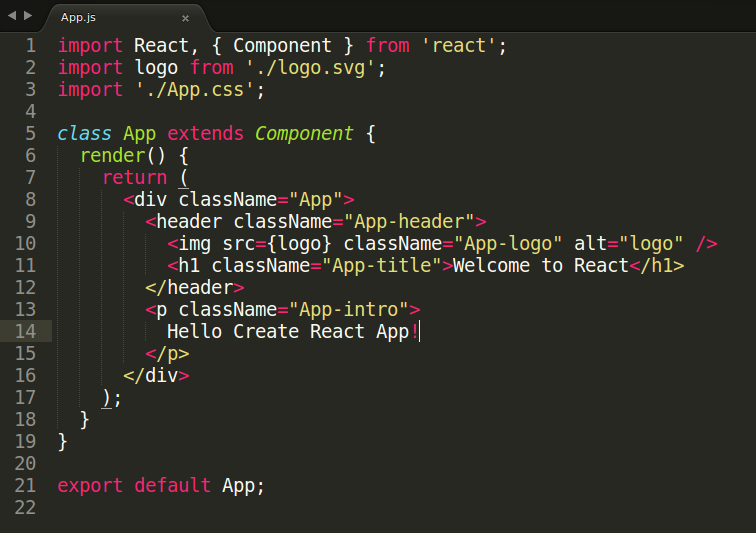 App.js ×
1 import React, { Component } from 'react';
2 import logo from './logo.svg';
3 import './App.css';
4
5 class App extends Component {
6   render() {
7     return (
8       <div className="App">
9         <header className="App-header">
10           <img src={logo} className="App-logo" alt="logo" />
11           <h1 className="App-title">Welcome to React</h1>
12         </header>
13         <p className="App-intro">
14           Hello Create React App!
15         </p>
16       </div>
17     );
18   }
19 }
20
21 export default App;
22